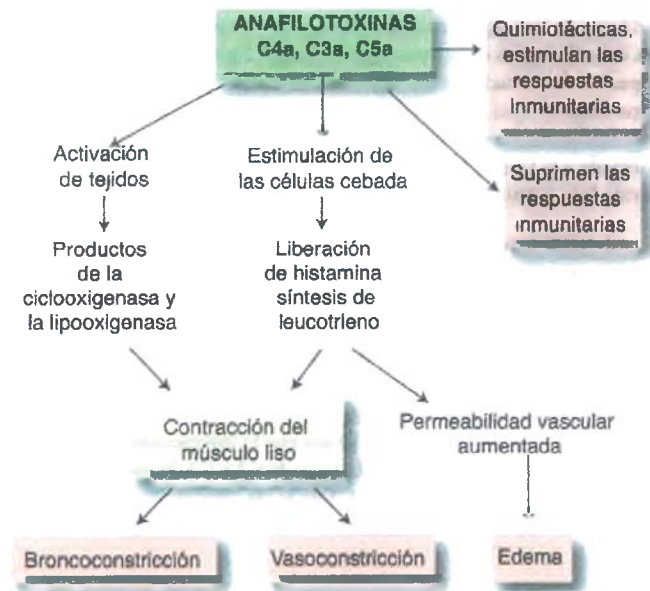 ANAFILOTOXINAS
C4a, C3a, C5a
Quimiotácticas,
estimulan las
respuestas
inmunitarias
Suprimen las
respuestas
inmunitarias
Activación
de tejidos
Estimulación de
las células cebada
Productos
de la
ciclooxigenasa y
la lipooxigenasa
Liberación
de histamina
síntesis de
leucotrieno
Contracción del
músculo liso
Permeabilidad vascular
aumentada
Broncoconstricción
Vasoconstricción
Edema